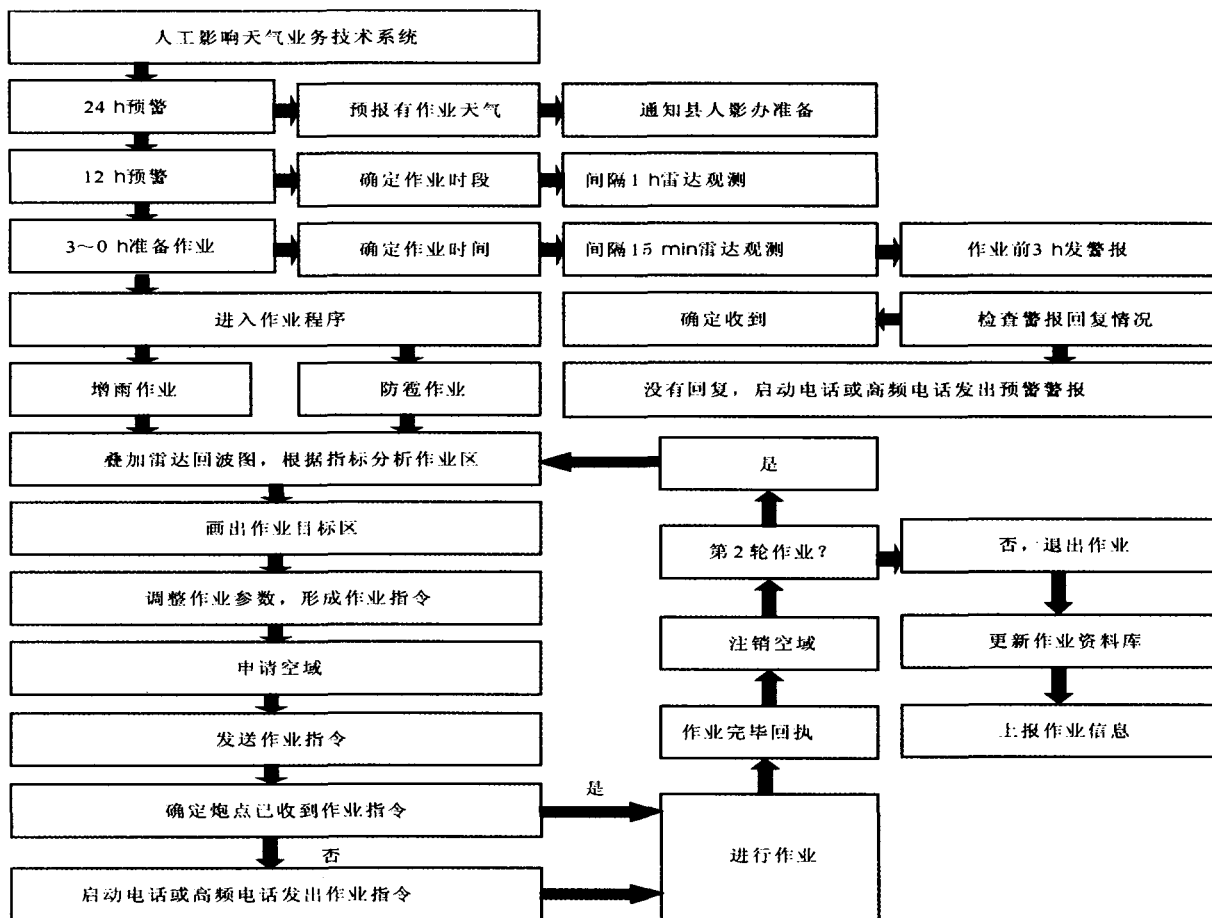 人工影响天气业务技术系统
24 h预警
预报有作业天气
通知县人影办准备
12 h预警
确定作业时段
间隔1 h雷达观测
3～0 h准备作业
确定作业时间
间隔15 min雷达观测
作业前3 h发警报
进入作业程序
确定收到
检查警报回复情况
增雨作业
防雹作业
没有回复，启动电话或高频电话发出预警警报
叠加雷达回波图，根据指标分析作业区
是
画出作业目标区
第2轮作业？
否，退出作业
调整作业参数，形成作业指令
注销空域
更新作业资料库
申请空域
发送作业指令
作业完毕回执
上报作业信息
确定炮点已收到作业指令
是
进行作业
否
启动电话或高频电话发出作业指令